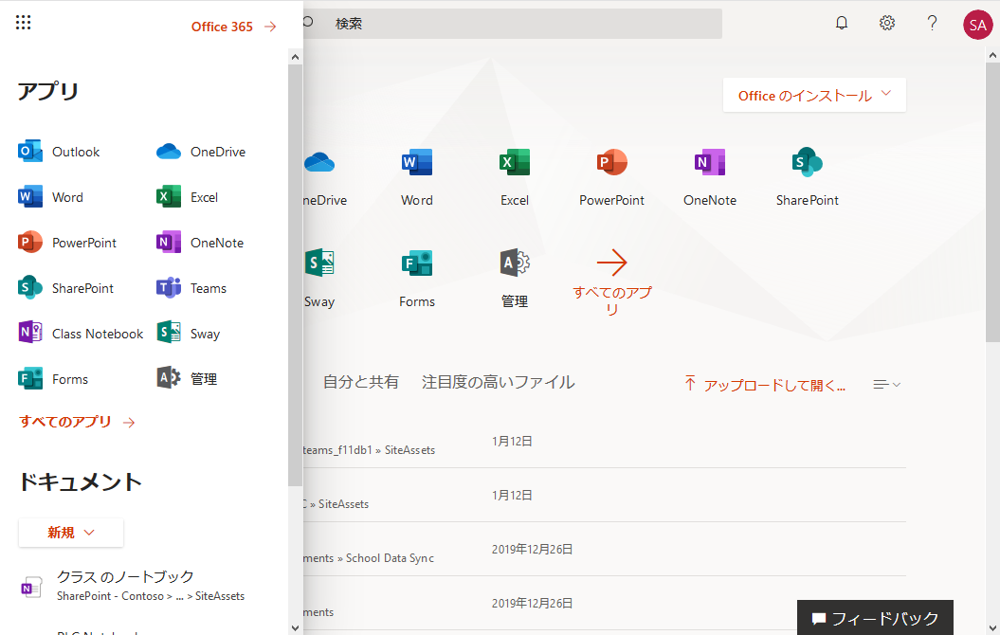 Office 365 →
検索
SA
アプリ
Office のインストール
Outlook
OneDrive
Word
Excel
PowerPoint
OneNote
SharePoint
Teams
Class Notebook
Sway
Forms
管理
すべてのアプリ →
ドキュメント
新規
クラス のノートブック
SharePoint - Contoso > ... > SiteAssets
neDrive
Word
Excel
PowerPoint
OneNote
SharePoint
Sway
Forms
管理
すべてのアプ
リ
自分と共有
注目度の高いファイル
アップロードして開く...
teams_f11db1 » SiteAssets
1月12日
C » SiteAssets
1月12日
ments » School Data Sync
2019年12月26日
ments
2019年12月26日
フィードバック